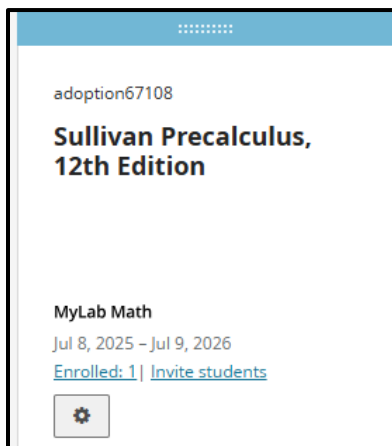 adoption67108
Sullivan Precalculus,
12th Edition
MyLab Math
Jul 8, 2025 – Jul 9, 2026
Enrolled: 1| Invite students